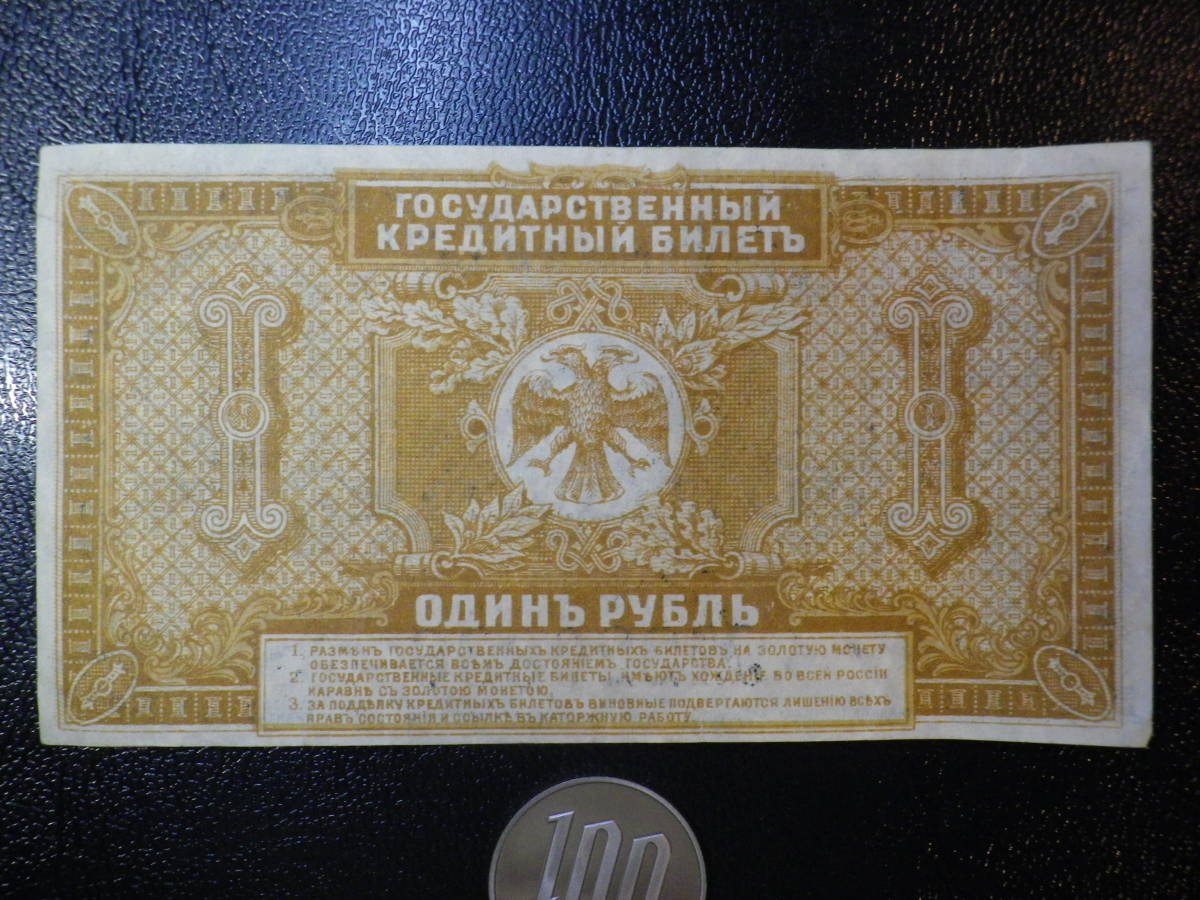 ГОСУДАРСТВЕННЫЙ
КРЕДИТНЫЙ БИЛЕТЪ
ОДИНЪ РУБЛЬ
1. РАЗМѢНЪ ГОСУДАРСТВЕННЫХЪ КРЕДИТНЫХЪ БИЛЕТОВЪ НА ЗОЛОТУЮ МОНЕТУ
ОБЕЗПЕЧИВАЕТСЯ ВСѢМЪ ДОСТОЯНІЕМЪ ГОСУДАРСТВА.
2. ГОСУДАРСТВЕННЫЕ КРЕДИТНЫЕ БИЛЕТЫ ИМѢЮТЪ ХОЖДЕНІЕ ВО ВСЕЙ РОССІИ
НАРАВНѢ СЪ ЗОЛОТОЮ МОНЕТОЮ.
3. ЗА ПОДДѢЛКУ КРЕДИТНЫХЪ БИЛЕТОВЪ ВИНОВНЫЕ ПОДВЕРГАЮТСЯ ЛИШЕНІЮ ВСѢХЪ
ПРАВЪ СОСТОЯНІЯ И ССЫЛКѢ ВЪ КАТОРЖНУЮ РАБОТУ
100